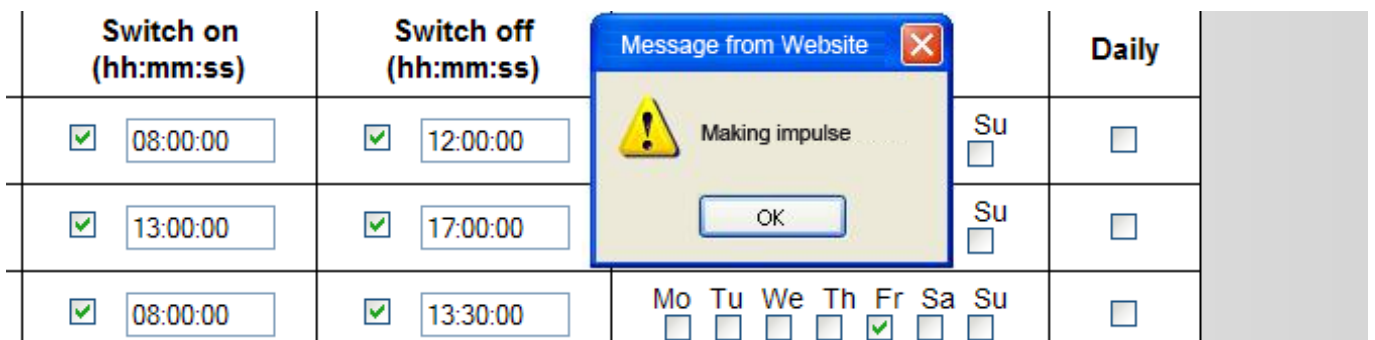 Switch on
(hh:mm:ss)
Switch off
(hh:mm:ss)
Message from Website
Daily
08:00:00
12:00:00
Making impulse
Su
13:00:00
17:00:00
OK
Su
08:00:00
13:30:00
Mo Tu We Th Fr Sa Su